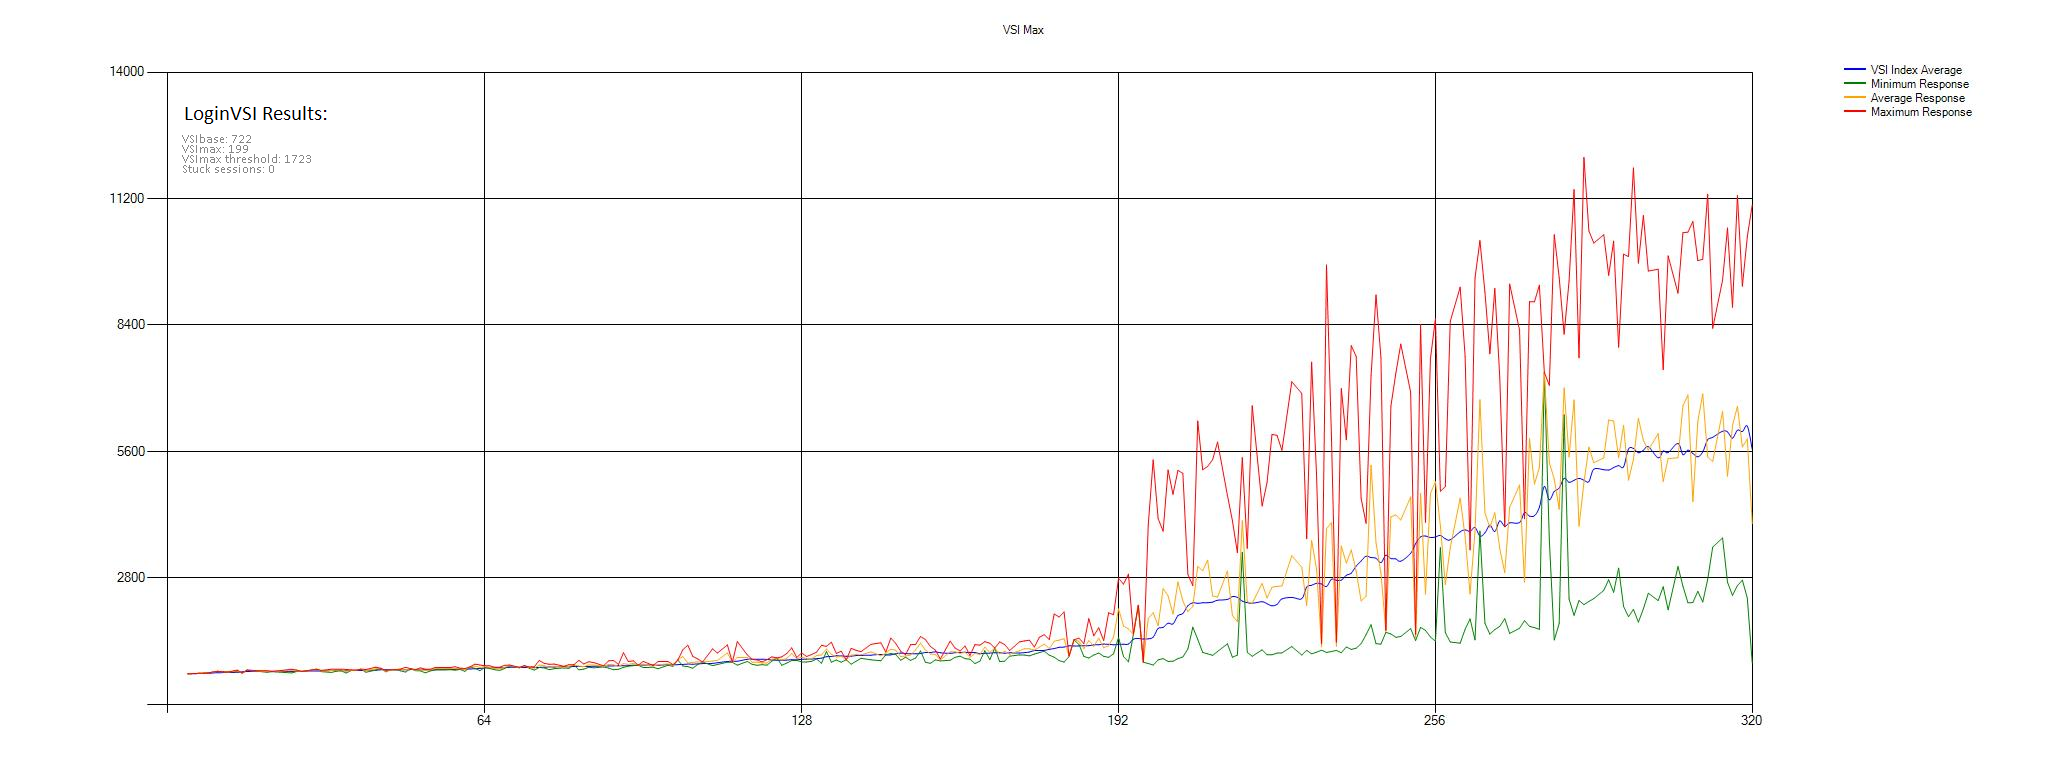 VSI Max
14000
11200
8400
5600
2800
LoginVSI Results:
VSIbase: 722
VSImax: 199
VSImax threshold: 1723
Stuck sessions: 0
VSI Index Average
Minimum Response
Average Response
Maximum Response
64 128 192 256 320